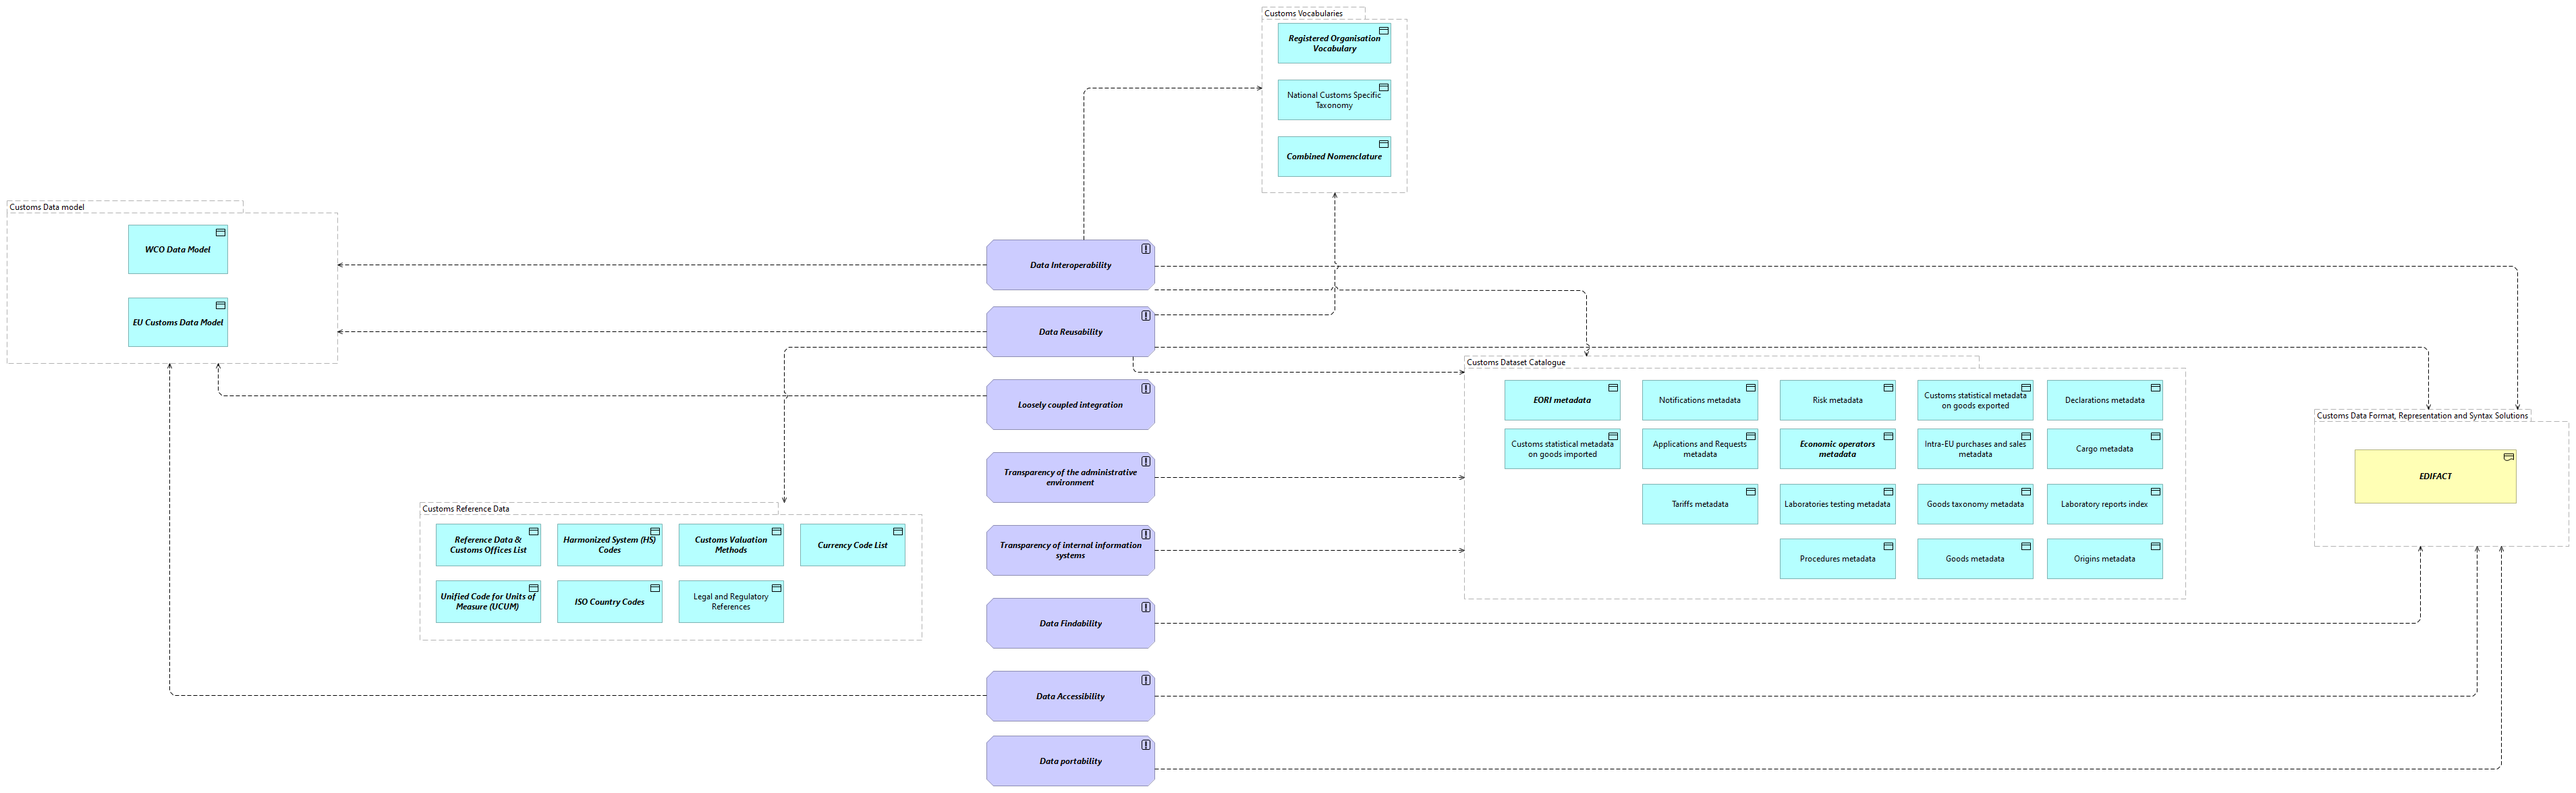 Customs Vocabularies
Registered Organisation
Vocabulary
National Customs Specific
Taxonomy
Combined Nomenclature
Customs Data model
WCO Data Model
EU Customs Data Model
Data Interoperability
Data Reusability
Loosely coupled integration
Transparency of the administrative
environment
Transparency of internal information
systems
Data Findability
Data Accessibility
Data portability
Customs Reference Data
Reference Data &
Customs Offices List
Harmonized System (HS)
Codes
Customs Valuation
Methods
Currency Code List
Unified Code for Units of
Measure (UCUM)
ISO Country Codes
Legal and Regulatory
References
Customs Dataset Catalogue
EORI metadata
Notifications metadata
Risk metadata
Customs statistical metadata
on goods exported
Declarations metadata
Customs statistical metadata
on goods imported
Applications and Requests
metadata
Economic operators
metadata
Intra-EU purchases and sales
metadata
Cargo metadata
Tariffs metadata
Laboratories testing metadata
Goods taxonomy metadata
Laboratory reports index
Procedures metadata
Goods metadata
Origins metadata
Customs Data Format, Representation and Syntax Solutions
EDIFACT